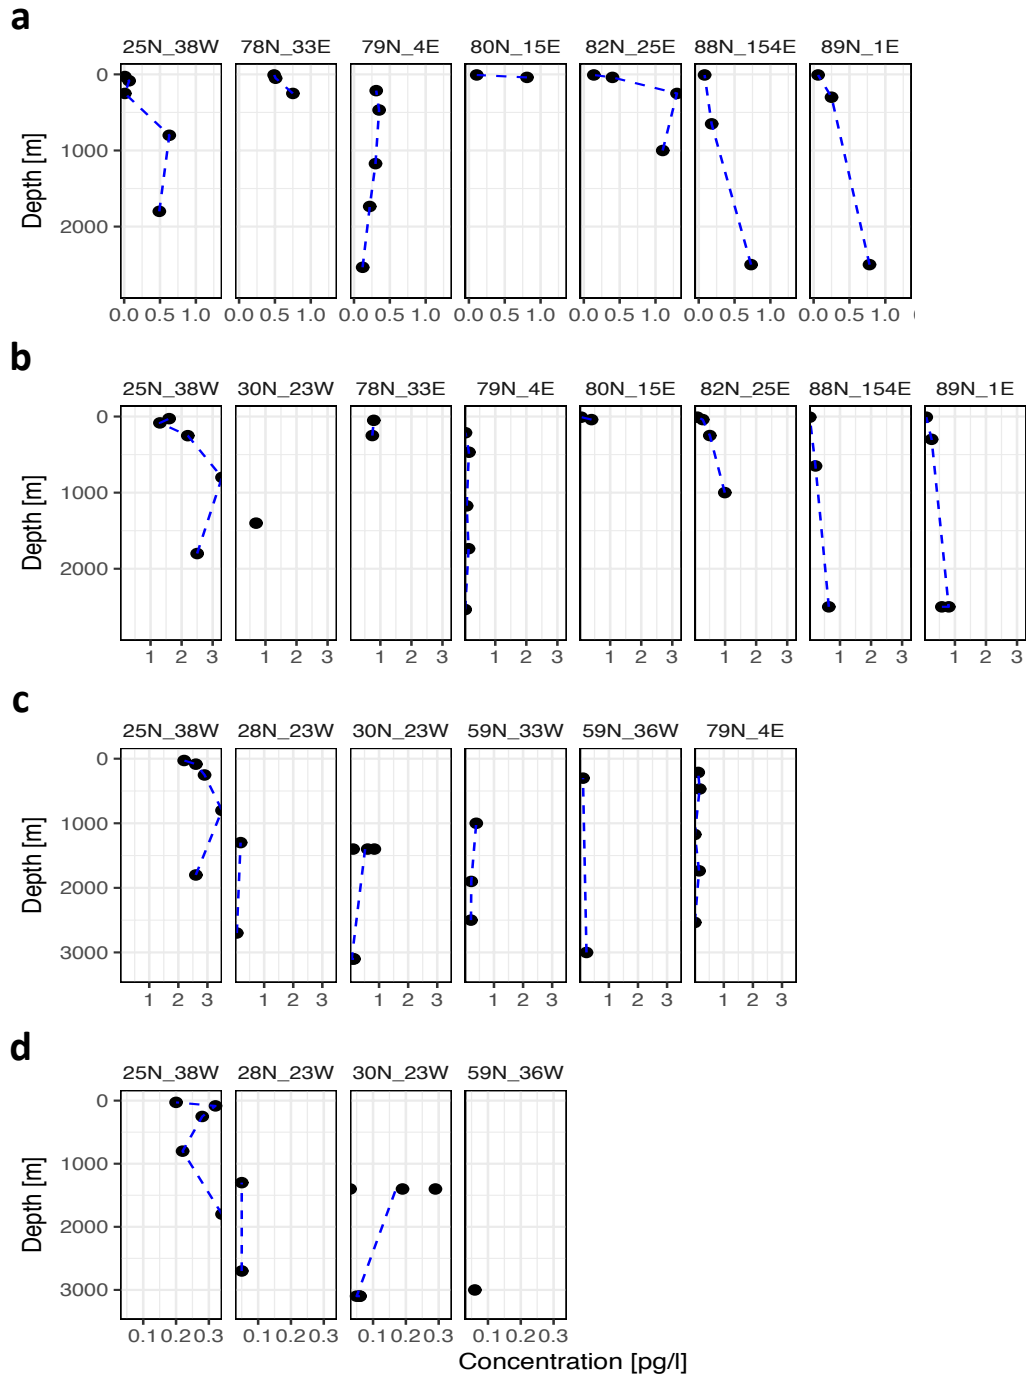 a
25N_38W 78N_33E 79N_4E 80N_15E 82N_25E 88N_154E 89N_1E
0
1000
2000
Depth [m]
0.0 0.5 1.0 0.0 0.5 1.0 0.0 0.5 1.0 0.0 0.5 1.0 0.0 0.5 1.0 0.0 0.5 1.0 0.0 0.5 1.0
b
25N_38W 30N_23W 78N_33E 79N_4E 80N_15E 82N_25E 88N_154E 89N_1E
0
1000
2000
Depth [m]
1 2 3 1 2 3 1 2 3 1 2 3 1 2 3 1 2 3 1 2 3 1 2 3
c
25N_38W 28N_23W 30N_23W 59N_33W 59N_36W 79N_4E
0
1000
2000
3000
Depth [m]
1 2 3 1 2 3 1 2 3 1 2 3 1 2 3 1 2 3
d
25N_38W 28N_23W 30N_23W 59N_36W
0
1000
2000
3000
Depth [m]
0.1 0.2 0.3 0.1 0.2 0.3 0.1 0.2 0.3 0.1 0.2 0.3
Concentration [pg/l]